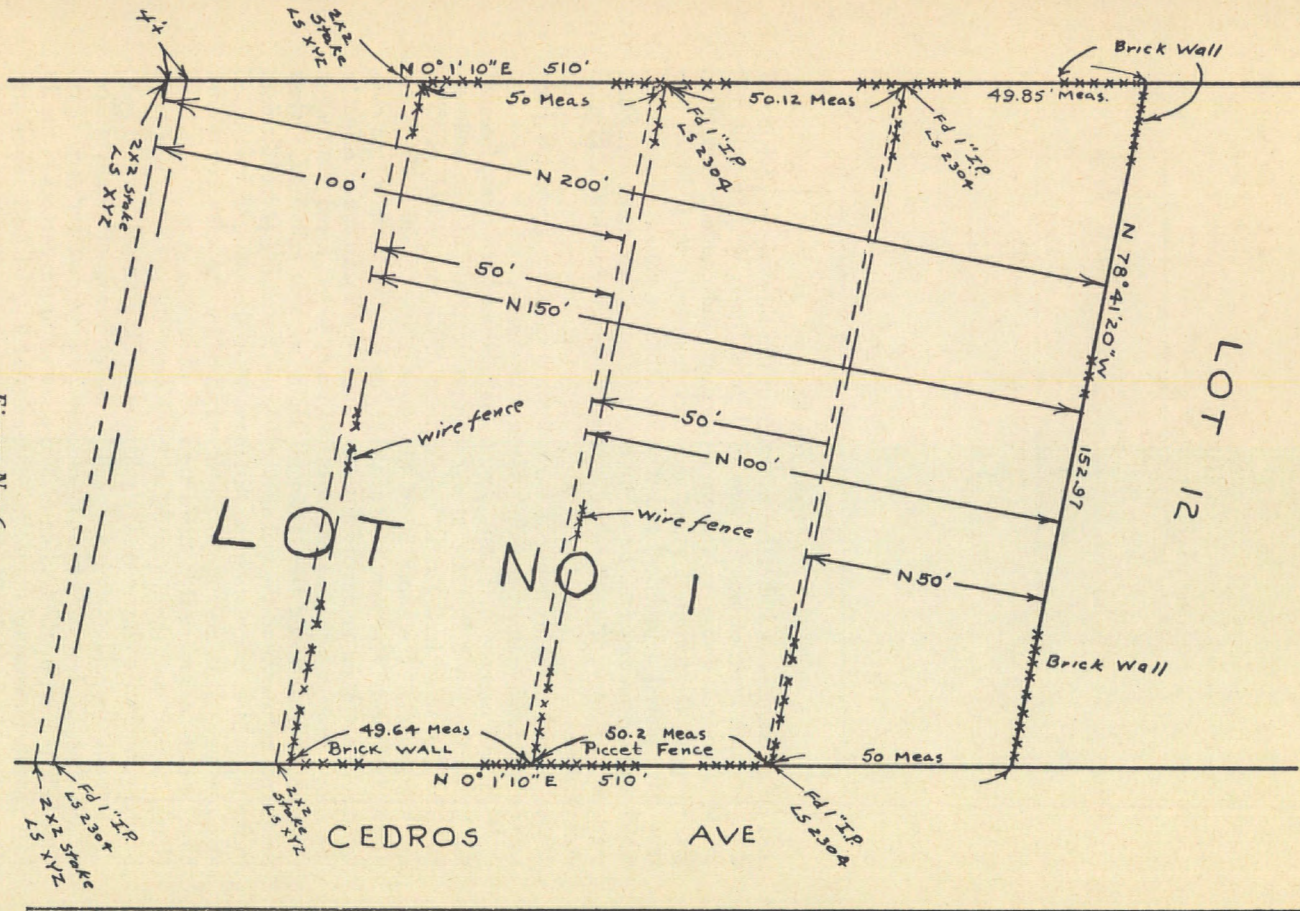 4'±
2x2
Stake
LS XYZ
N 0° 1' 10" E 510'
Brick Wall
50 Meas
50.12 Meas
49.85' Meas.
Fd 1" I.P.
LS 2304
Fd 1" I.P.
LS 2304
2x2 Stake
LS XYZ
100'
N 200'
N 78° 41' 20" W
50'
N 150'
LOT 12
wire fence
50'
N 100'
152.97
LOT NO 1
wire fence
N 50'
Brick Wall
49.64 Meas
BRICK WALL
50.2 Meas
Piccet Fence
50 Meas
N 0° 1' 10" E 510'
Fd 1" I.P.
LS 2304
2x2 Stake
LS XYZ
2x2
Stake
LS XYZ
CEDROS AVE
Fd 1" I.P.
LS 2304